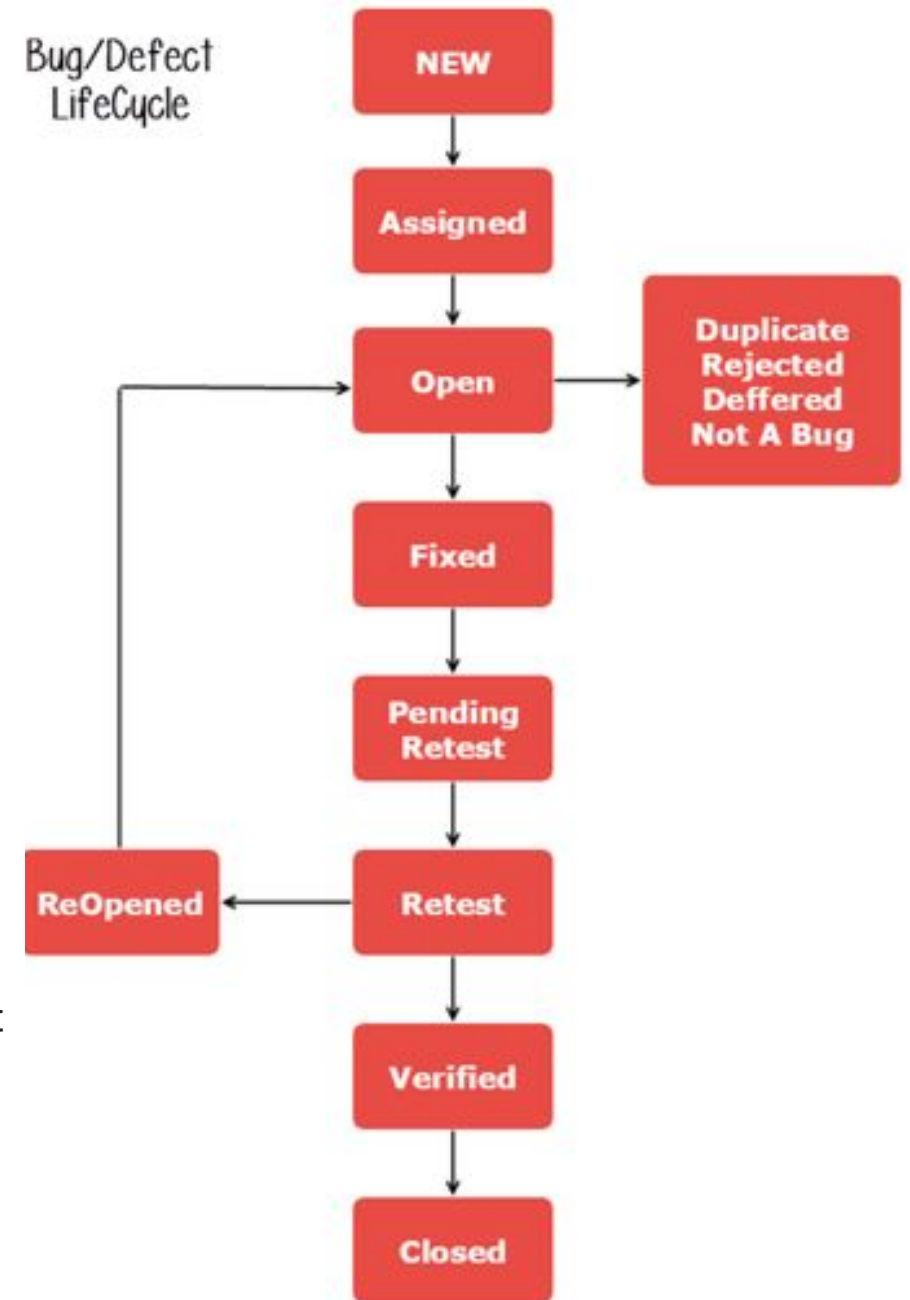 Bug/Defect
LifeCycle
NEW
Assigned
Open
Duplicate
Rejected
Deffered
Not A Bug
Fixed
Pending
Retest
ReOpened
Retest
Verified
Closed